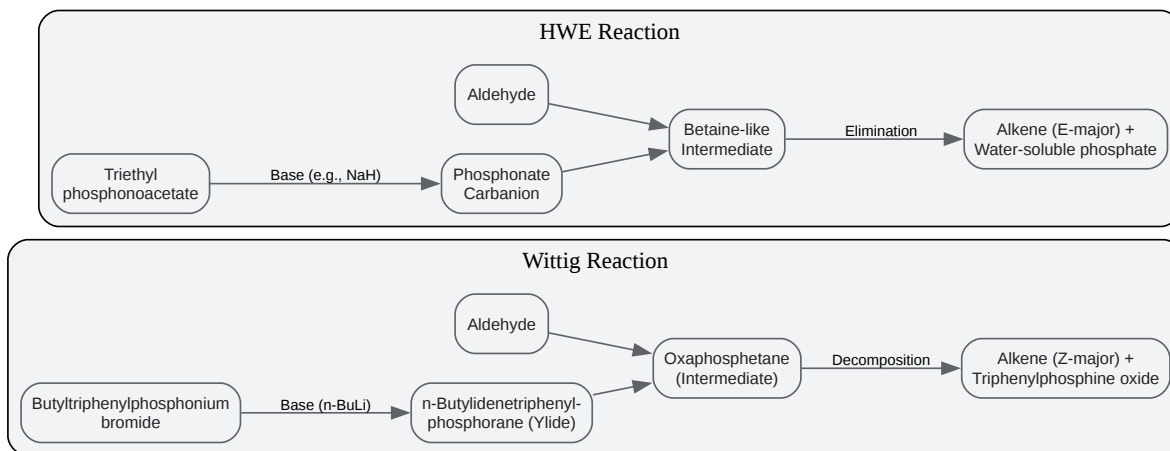 HWE Reaction
Aldehyde
Betaine-like
Intermediate
Elimination
Alkene (E-major) +
Water-soluble phosphate
Triethyl
phosphonoacetate
Base (e.g., NaH)
Phosphonate
Carbanion
Wittig Reaction
Aldehyde
Oxaphosphetane
(Intermediate)
Decomposition
Alkene (Z-major) +
Triphenylphosphine oxide
Butyltriphenylphosphonium
bromide
Base (n-BuLi)
n-Butylidenetriphenyl-
phosphorane (Ylide)